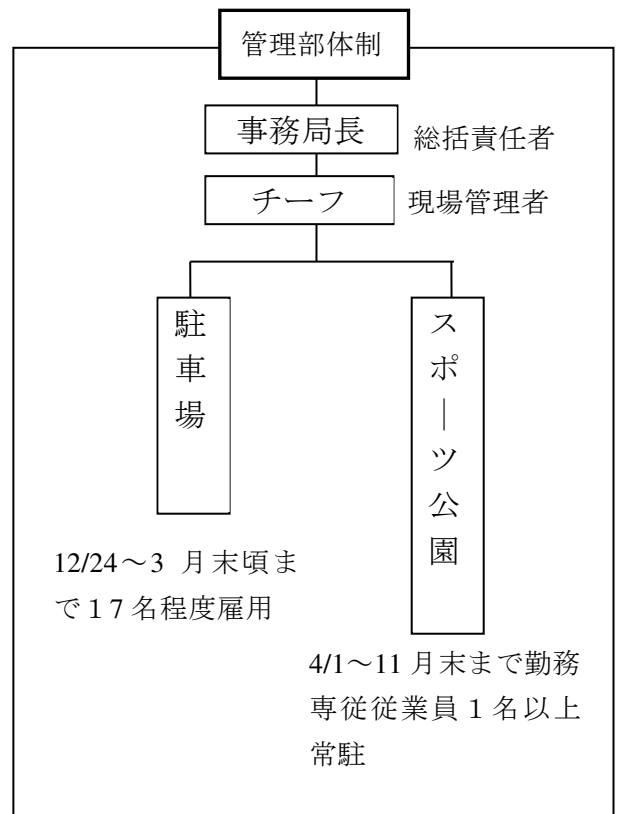 管理部体制
事務局長
総括責任者
チーフ
現場管理者
駐車場
スポーツ公園
12/24～3 月末頃ま
で１７名程度雇用
4/1～11 月末まで勤務
専従従業員１名以上
常駐